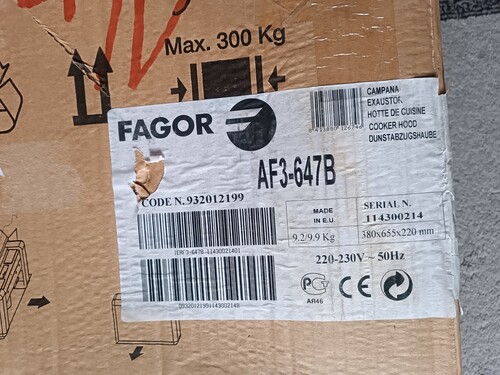 Max. 300 Kg
FAGOR
CAMPANA
EXAUSTOR
HOTTE DE CUISINE
COOKER HOOD
DUNSTABZUGSHAUBE
AF3-647B
CODE N.932012199
MADE
IN E.U.
SERIAL N.
114300214
9.2/9.9 Kg
380x655x220 mm
220-230V ~ 50Hz
AR46
CE